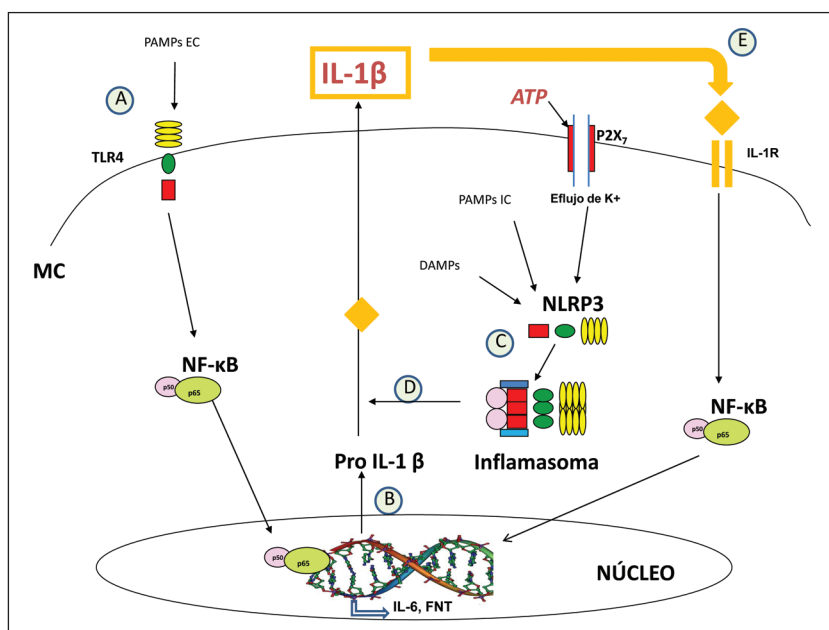 PAMPs EC
A
TLR4
MC
IL-1β
E
ATP
P2X7
IL-1R
Eflujo de K+
PAMPs IC
DAMPs
NLRP3
C
D
NF-κB
p50
p65
Pro IL-1 β
Inflamasoma
NF-κB
p50
p65
B
p50
p65
NÚCLEO
IL-6, FNT